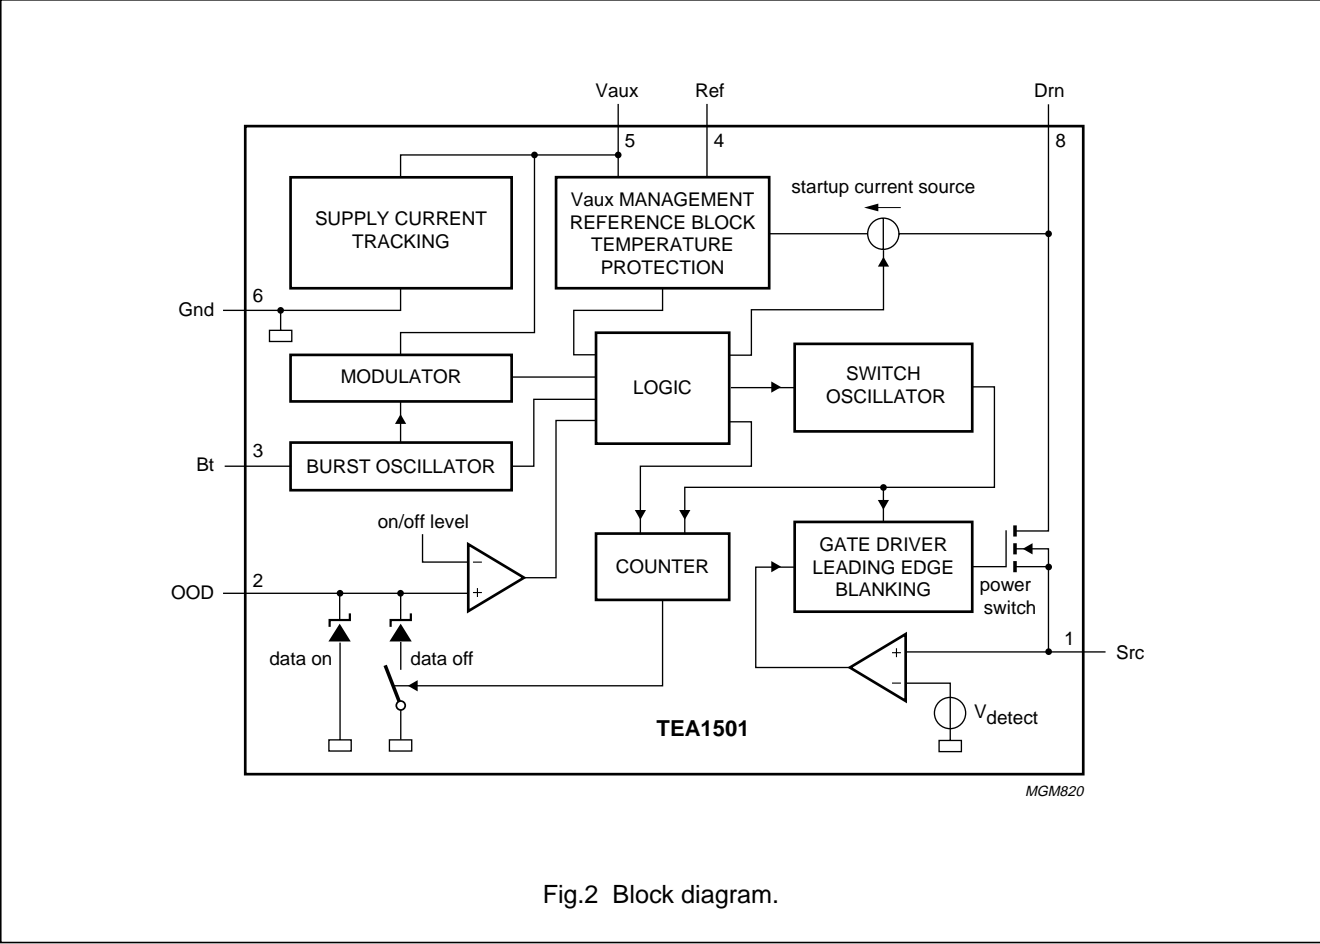 Vaux
Ref
Drn
5
4
8
startup current source
SUPPLY CURRENT
TRACKING
Vaux MANAGEMENT
REFERENCE BLOCK
TEMPERATURE
PROTECTION
Gnd
6
MODULATOR
LOGIC
SWITCH
OSCILLATOR
Bt
3
BURST OSCILLATOR
on/off level
−
+
OOD
2
COUNTER
GATE DRIVER
LEADING EDGE
BLANKING
power
switch
data on
data off
+
−
1
Src
Vdetect
TEA1501
MGM820
Fig.2 Block diagram.